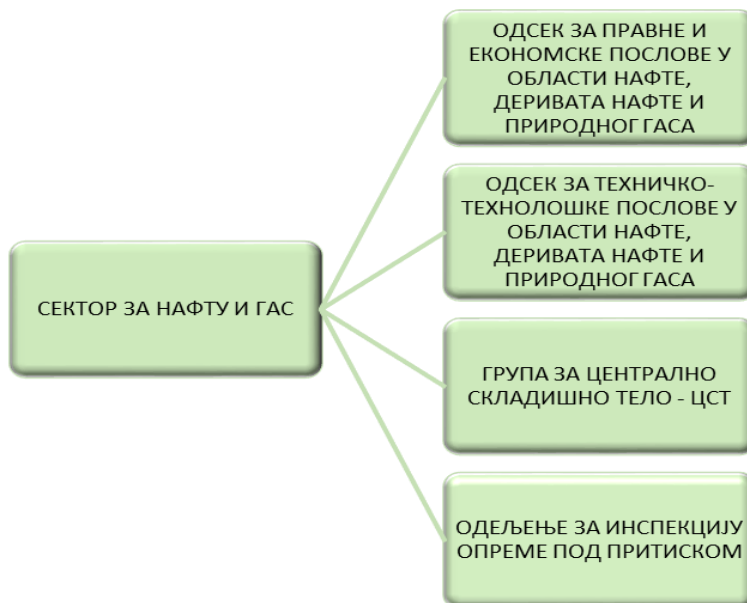 ОДСЕК ЗА ПРАВНЕ И
ЕКОНОМСКЕ ПОСЛОВЕ У
ОБЛАСТИ НАФТЕ,
ДЕРИВАТА НАФТЕ И
ПРИРОДНОГ ГАСА
ОДСЕК ЗА ТЕХНИЧКО-
ТЕХНОЛОШКЕ ПОСЛОВЕ У
ОБЛАСТИ НАФТЕ,
ДЕРИВАТА НАФТЕ И
ПРИРОДНОГ ГАСА
СЕКТОР ЗА НАФТУ И ГАС
ГРУПА ЗА ЦЕНТРАЛНО
СКЛАДИШНО ТЕЛО - ЦСТ
ОДЕЉЕЊЕ ЗА ИНСПЕКЦИЈУ
ОПРЕМЕ ПОД ПРИТИСКОМ